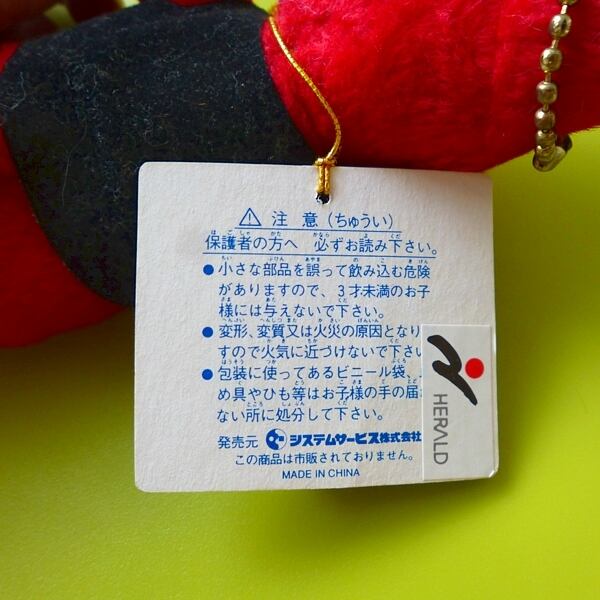 注意(ちゅうい)
保護者の方へ 必ずお読み下さい。
●小さな部品を誤って飲み込む危険
がありますので、3才未満のお子
様には与えないで下さい。
●変形、変質又は火災の原因となり
すので火気に近づけないで下さい
●包装に使ってあるビニール袋、
め具やひも等はお子様の手の届
ない所に処分して下さい。
発売元 システムサービス株式会社
この商品は市販されておりません。
MADE IN CHINA
HERALD